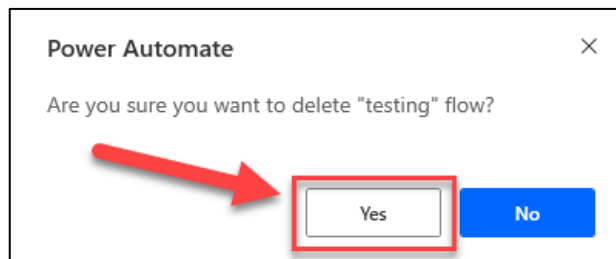 Power Automate
Are you sure you want to delete "testing" flow?
Yes
No